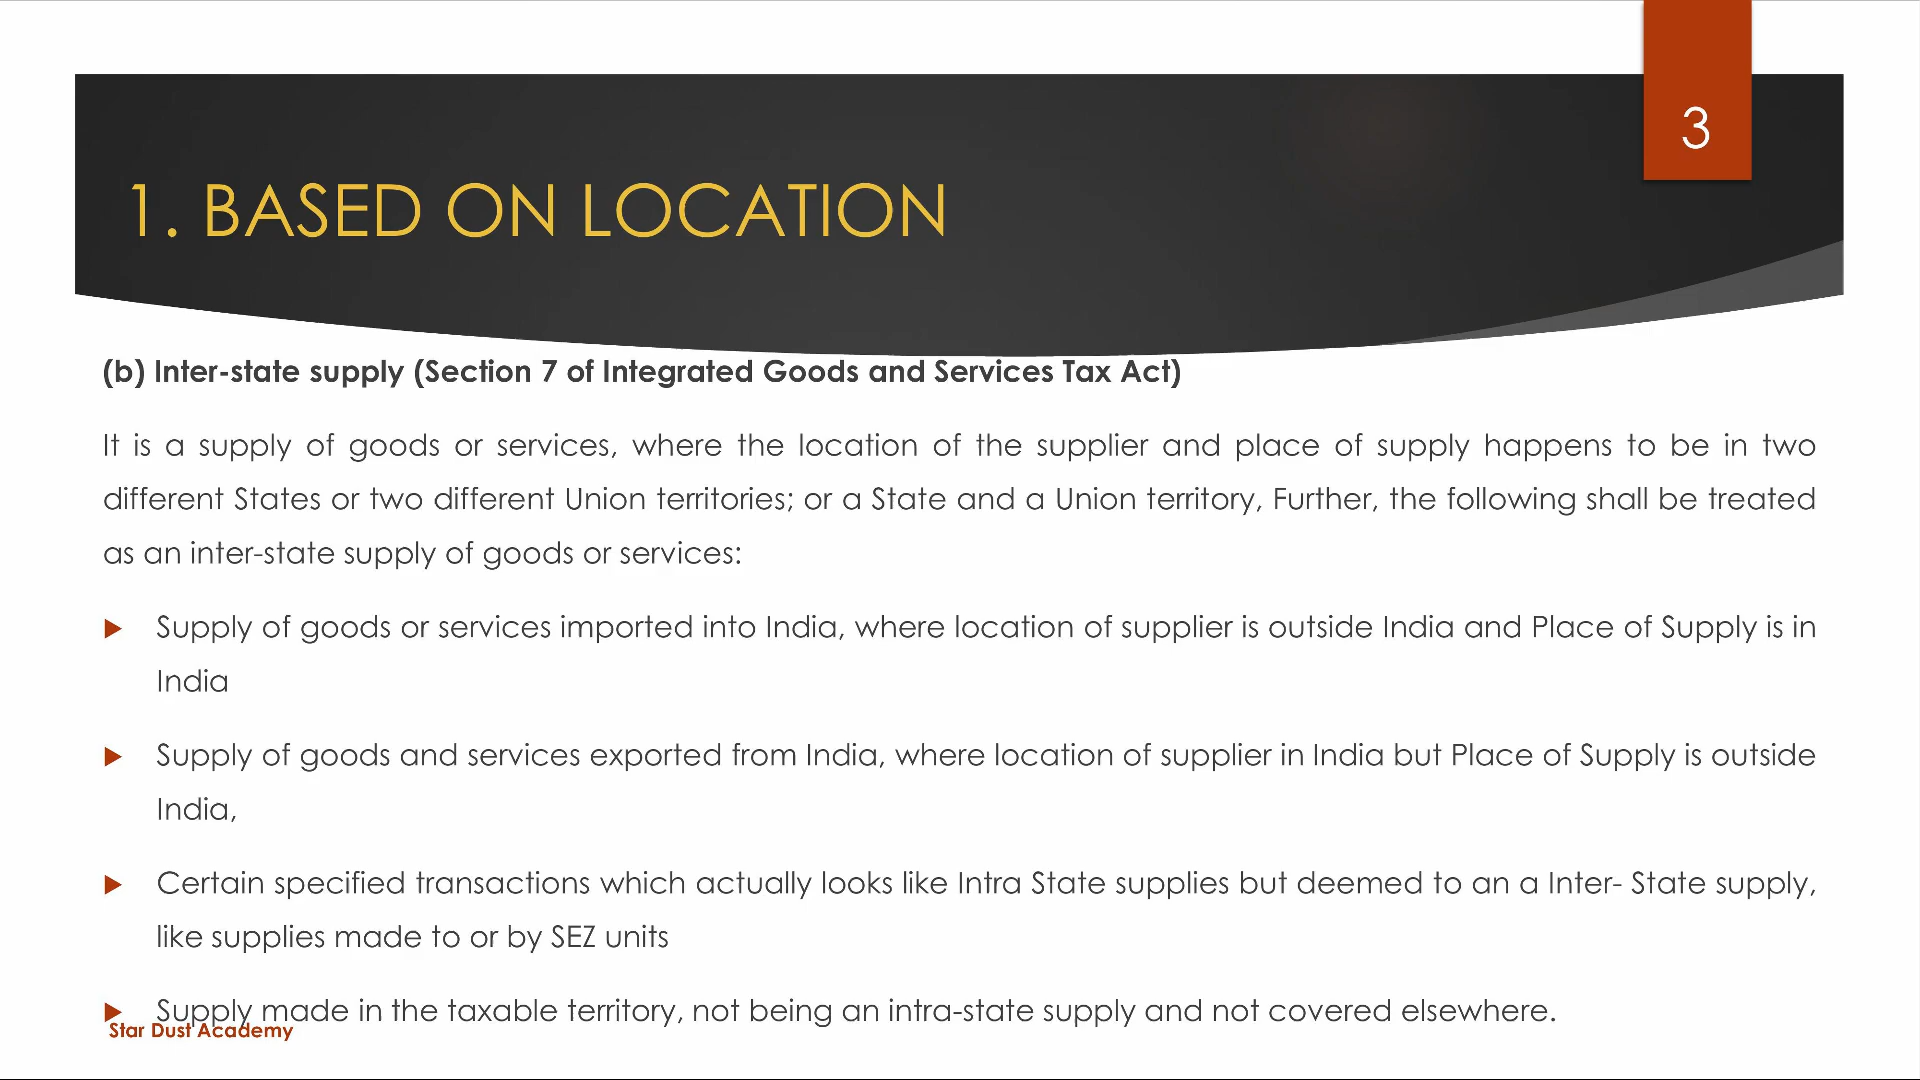 3
1. BASED ON LOCATION
(b) Inter-state supply (Section 7 of Integrated Goods and Services Tax Act)
It is a supply of goods or services, where the location of the supplier and place of supply happens to be in two
different States or two different Union territories; or a State and a Union territory, Further, the following shall be treated
as an inter-state supply of goods or services:
Supply of goods or services imported into India, where location of supplier is outside India and Place of Supply is in
India
Supply of goods and services exported from India, where location of supplier in India but Place of Supply is outside
India,
Certain specified transactions which actually looks like Intra State supplies but deemed to an a Inter- State supply,
like supplies made to or by SEZ units
Supply made in the taxable territory, not being an intra-state supply and not covered elsewhere.
Star Dust Academy